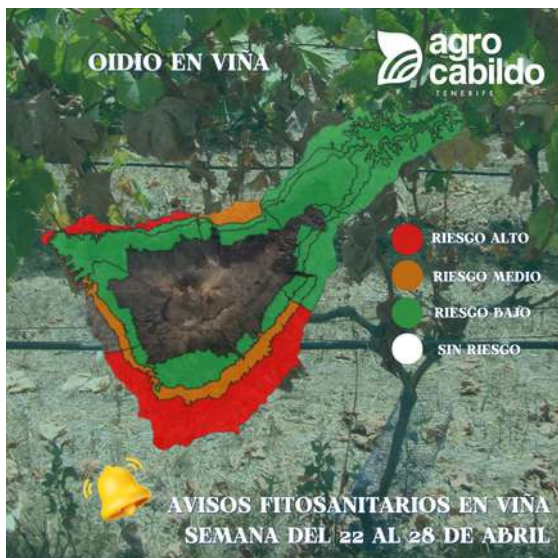 OIDIO EN VIÑA
agro
cabildo
TENERIFE
RIESGO ALTO
RIESGO MEDIO
RIESGO BAJO
SIN RIESGO
AVISOS FITOSANITARIOS EN VIÑA
SEMANA DEL 22 AL 28 DE ABRIL